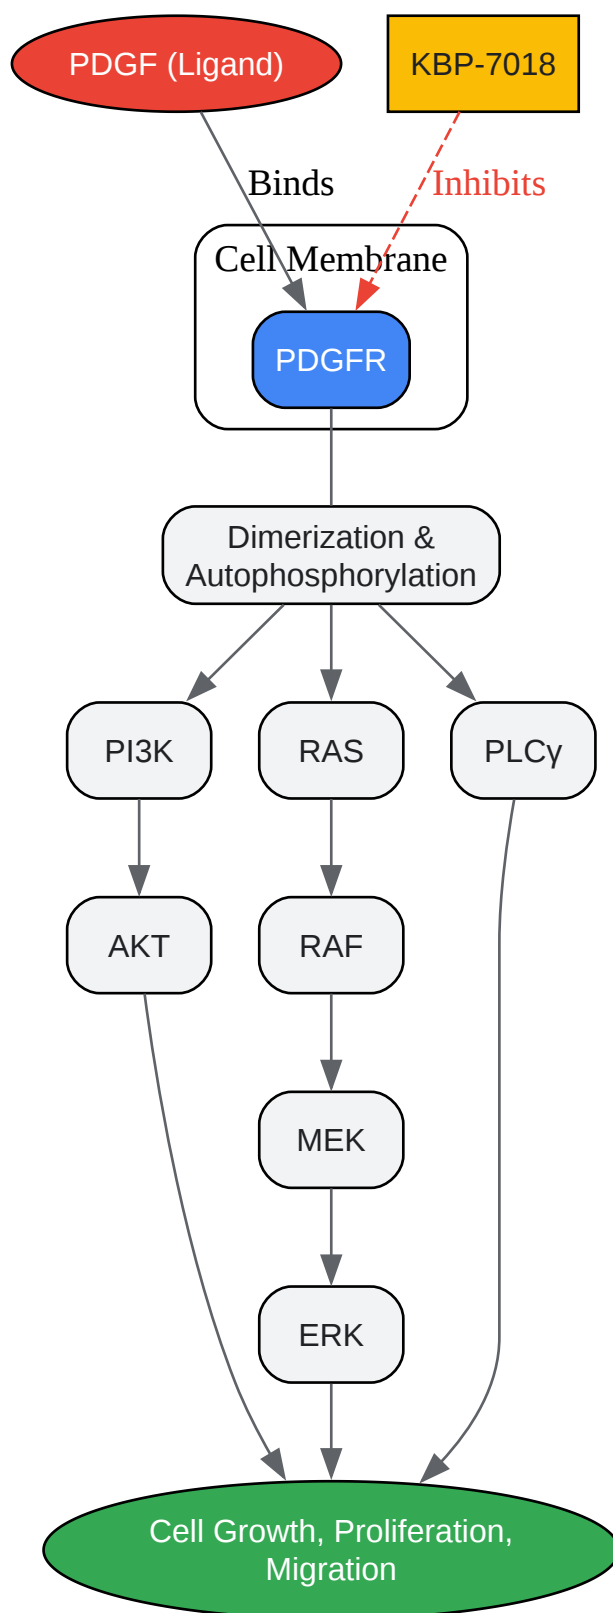 PDGF (Ligand)
KBP-7018
Binds
Inhibits
Cell Membrane
PDGFR
Dimerization &
Autophosphorylation
PI3K
RAS
PLCγ
AKT
RAF
MEK
ERK
Cell Growth, Proliferation,
Migration